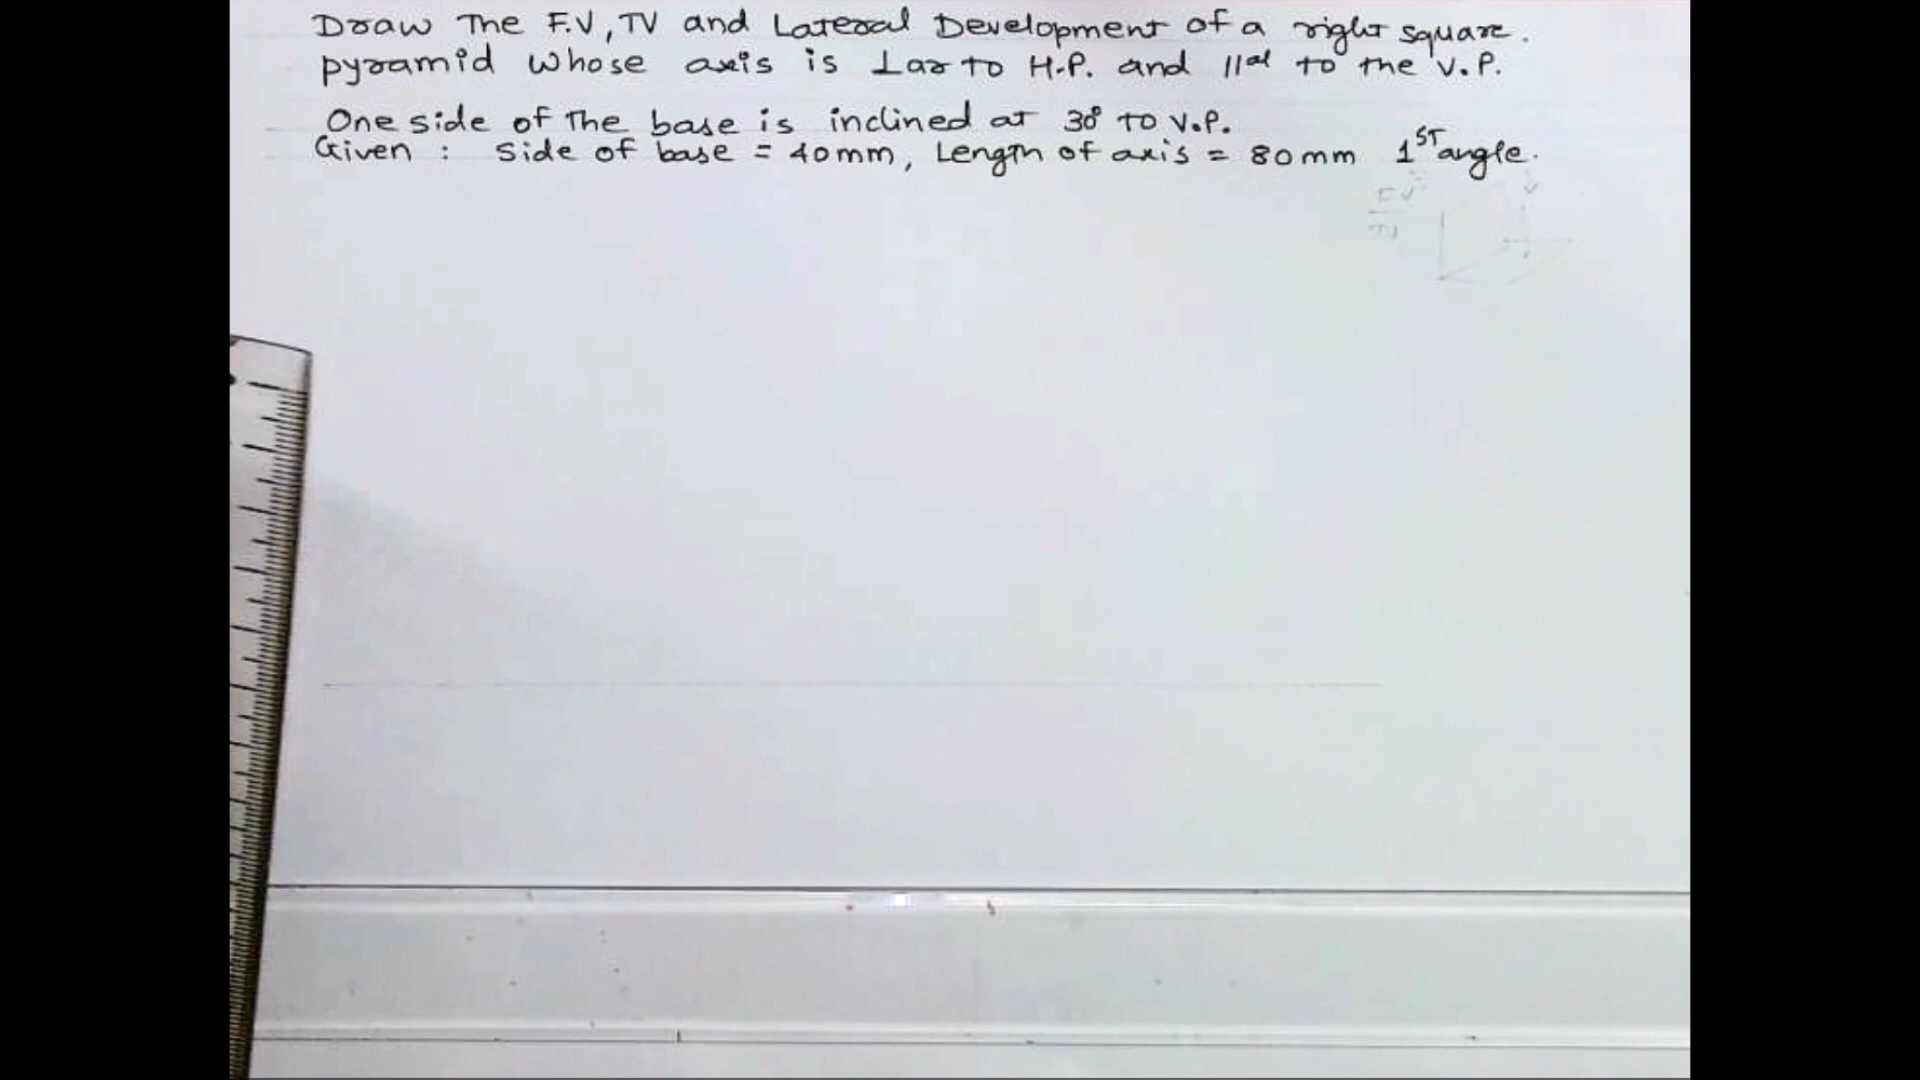 Draw The F.V, TV and Lateral Development of a right square.
pyramid whose axis is ⊥ar to H.P. and ||al to the V.P.
One side of the base is inclined at 30° to V.P.
Given : Side of base = 40mm, Length of axis = 80mm 1ST angle.
FV